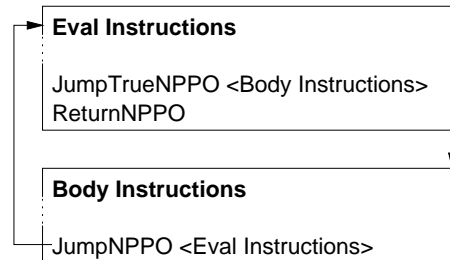 Eval Instructions
JumpTrueNPPO <Body Instructions>
ReturnNPPO
Body Instructions
JumpNPPO <Eval Instructions>